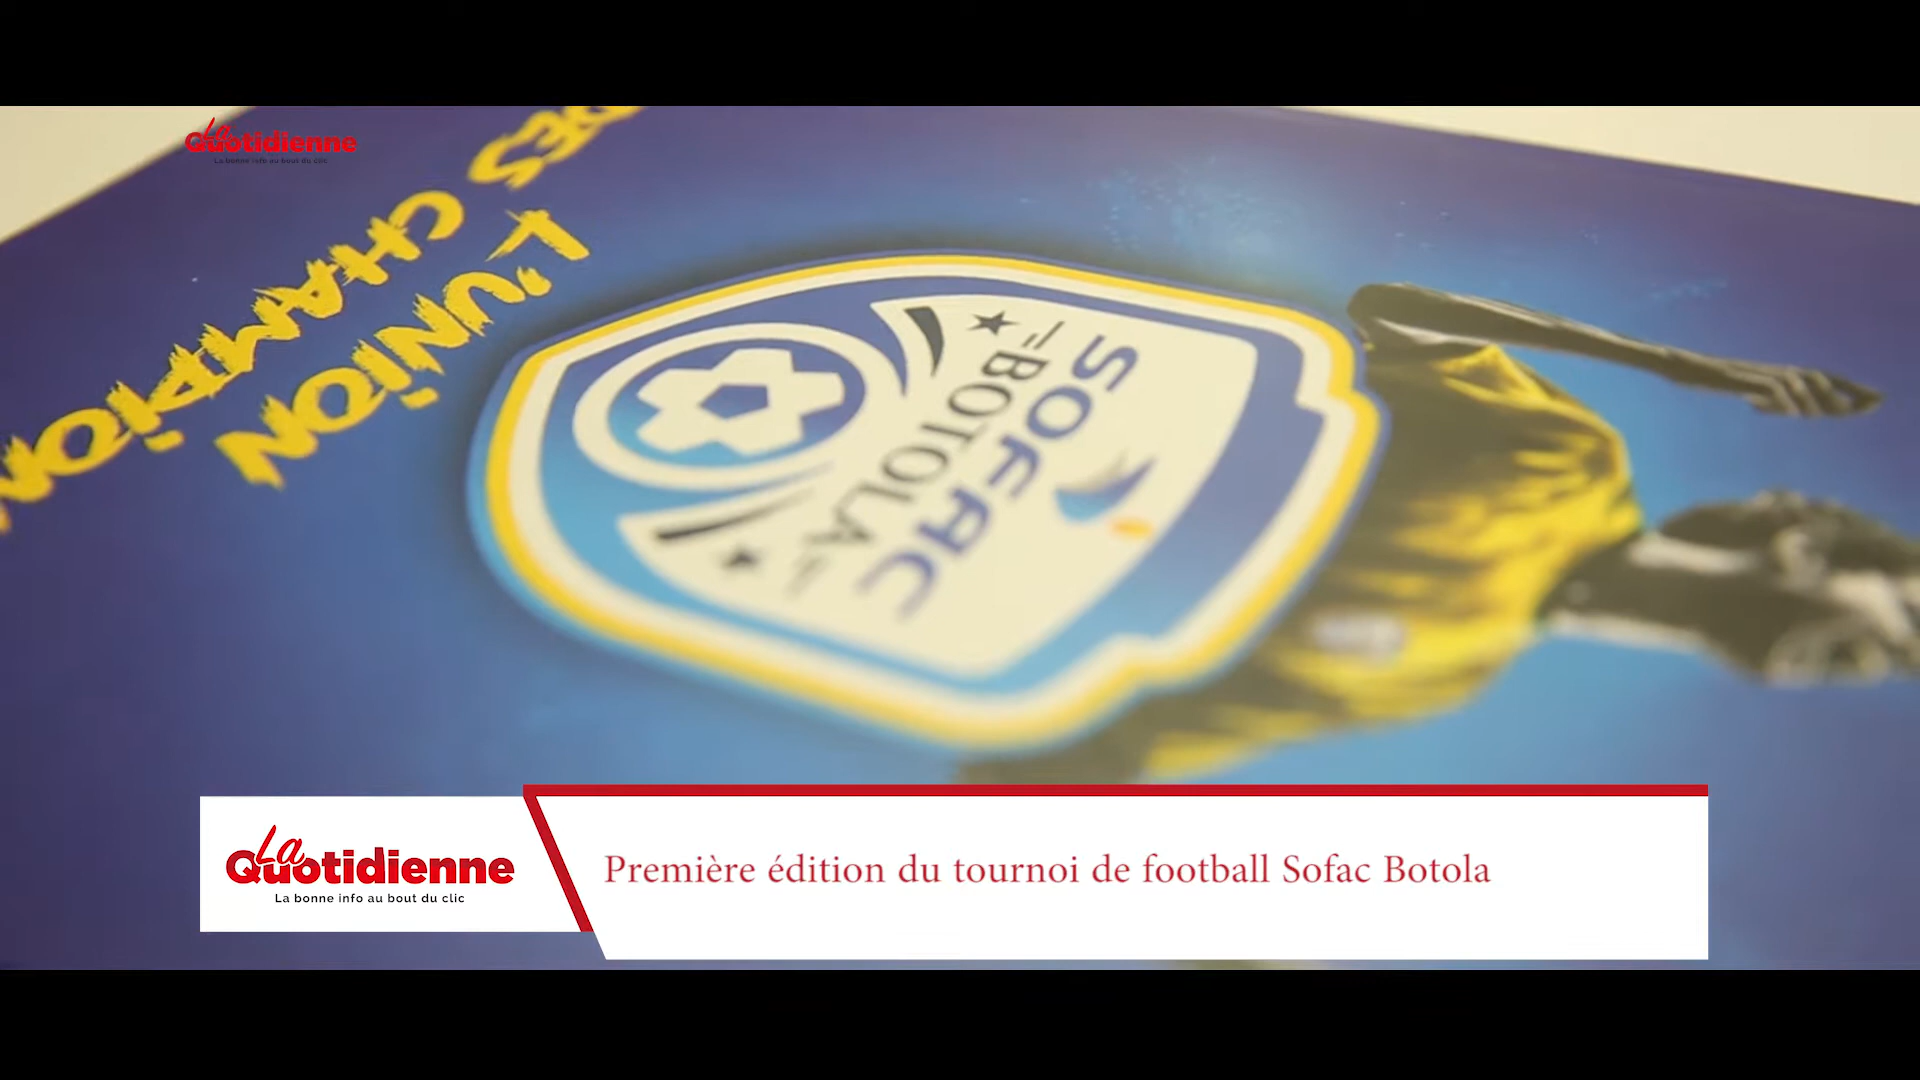 La
Quotidienne
La bonne info au bout du clic
L'UNION
DES
CHAMPION
SOFAC
BOTOLA
La
Quotidienne
La bonne info au bout du clic
Première édition du tournoi de football Sofac Botola